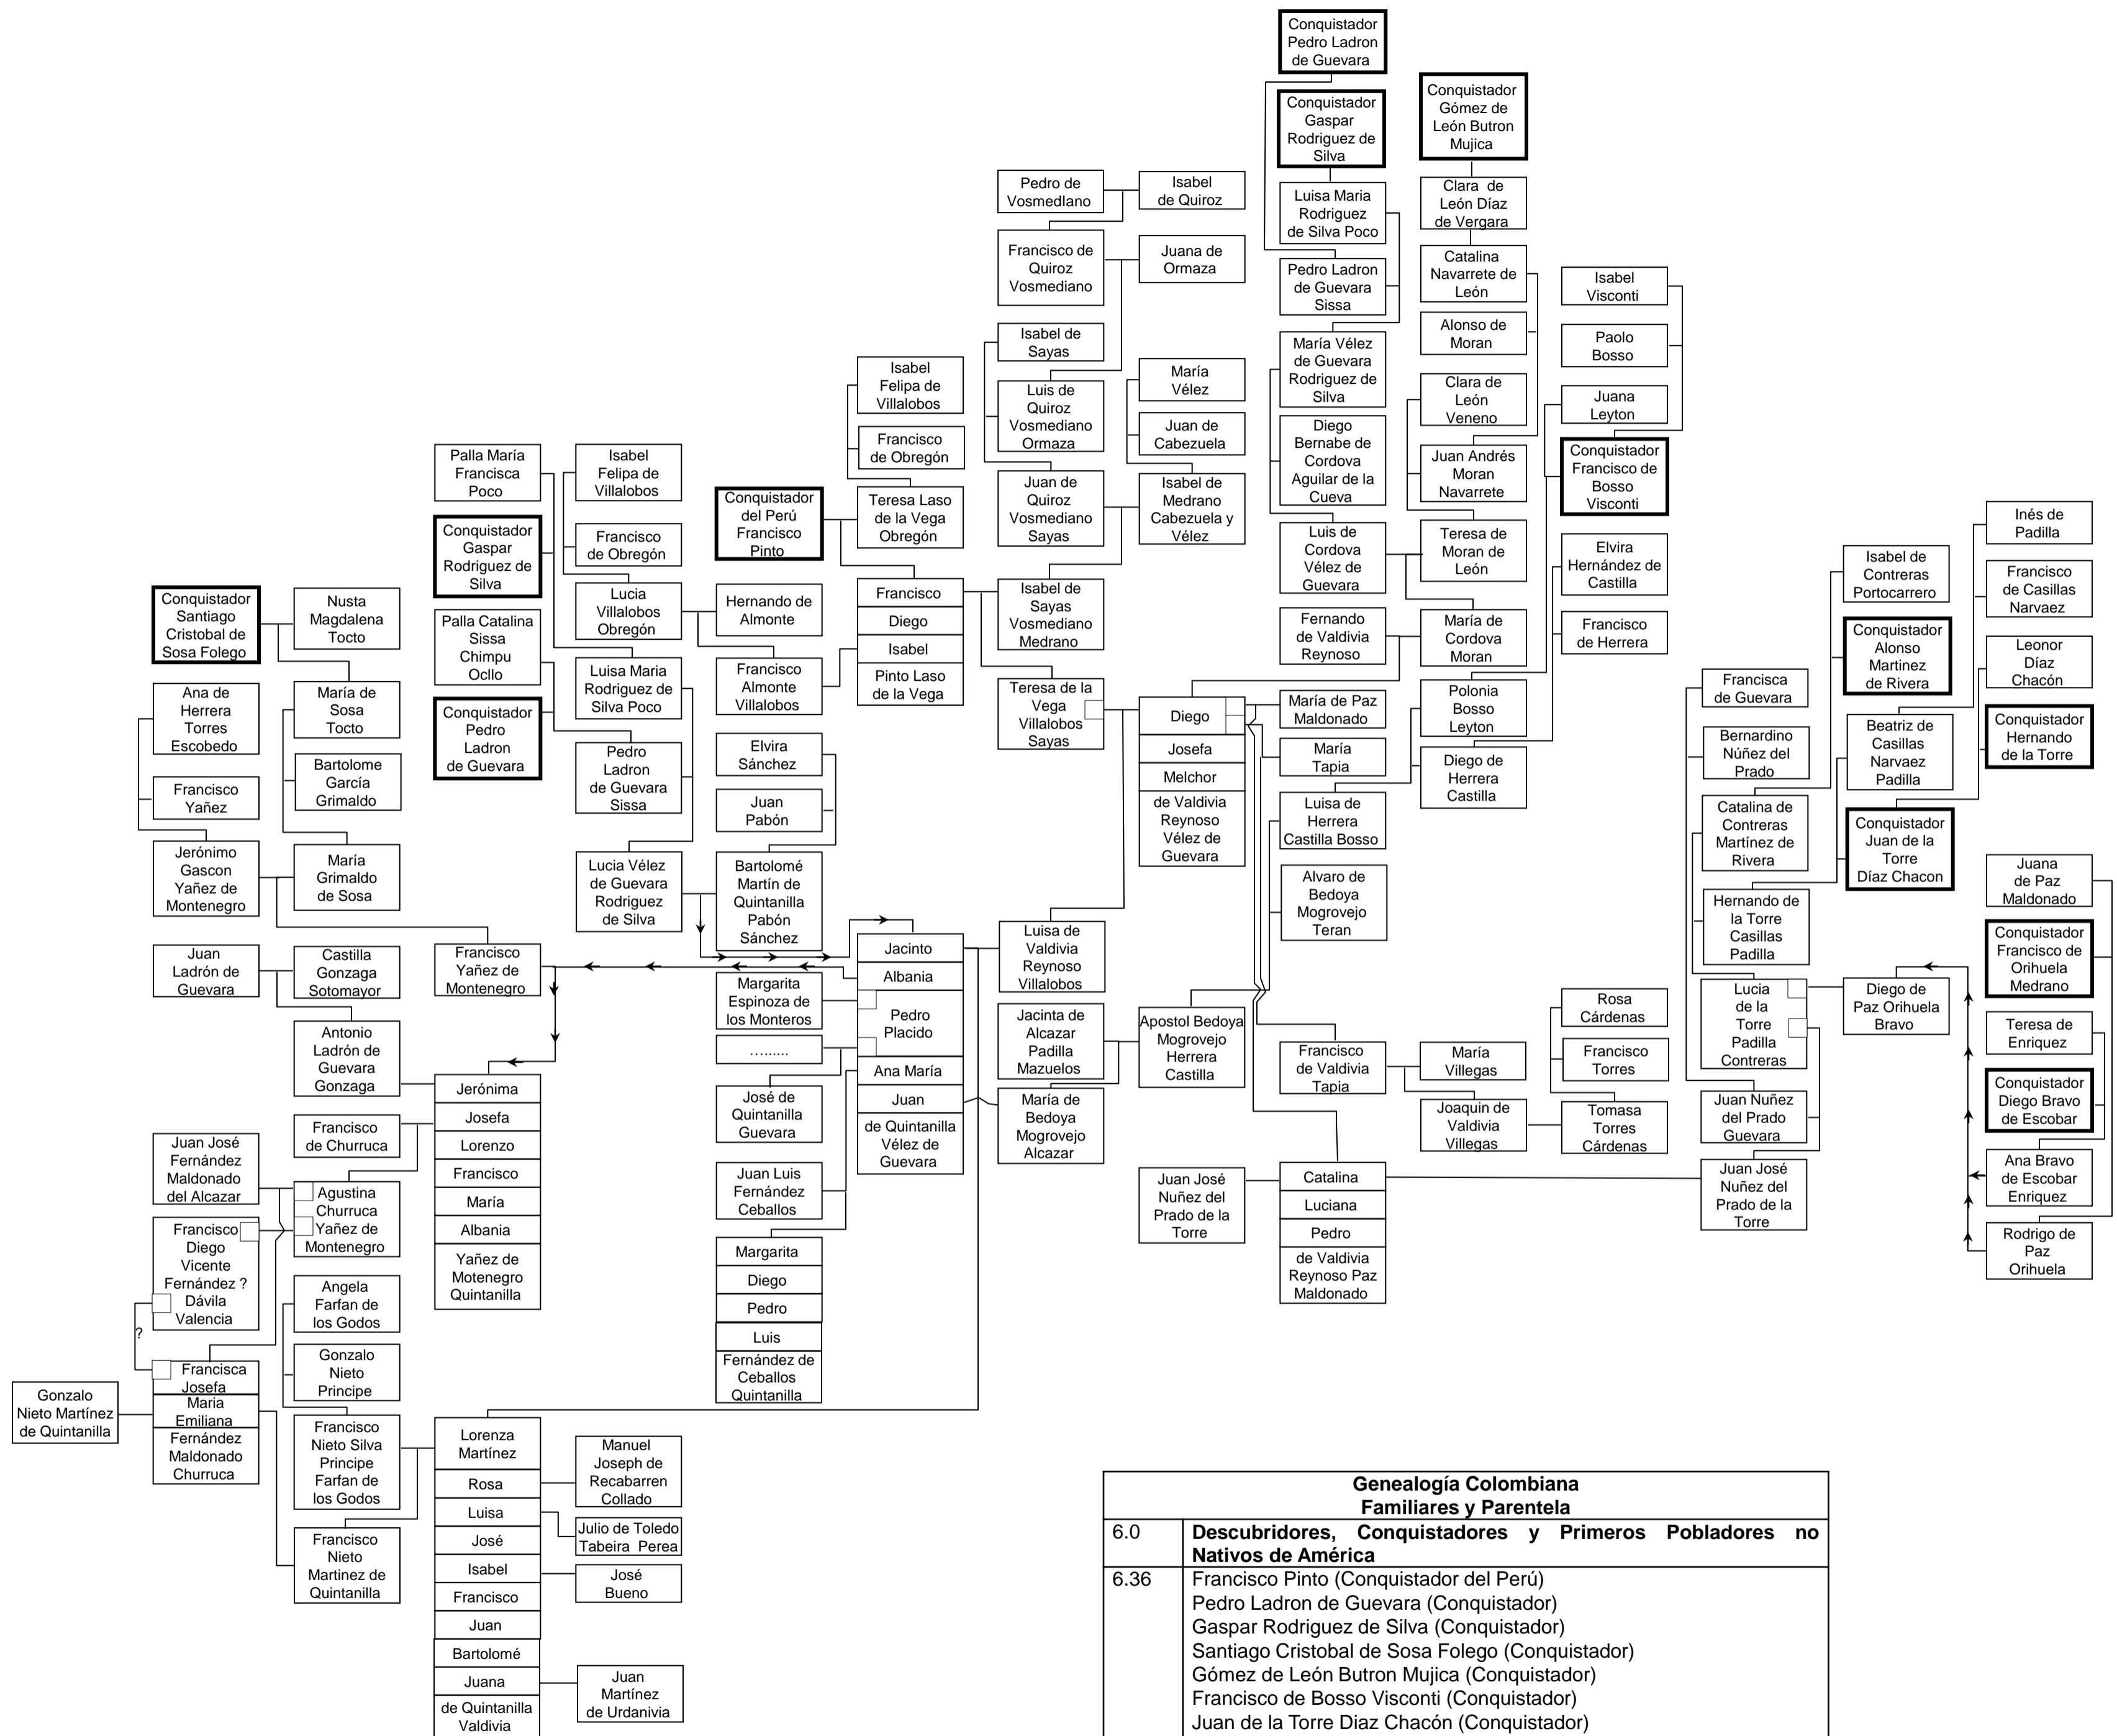 Conquistador
Pedro Ladron
de Guevara
Conquistador
Gaspar
Rodriguez de
Silva
Conquistador
Gómez de
León Butron
Mujica
Pedro de
VosmedIano
Isabel
de Quiroz
Luisa Maria
Rodriguez
de Silva Poco
Clara de
León Díaz
de Vergara
Francisco de
Quiroz
Vosmediano
Juana de
Ormaza
Pedro Ladron
de Guevara
Sissa
Catalina
Navarrete de
León
Isabel
Visconti
Isabel de
Sayas
Alonso de
Moran
Paolo
Bosso
María Vélez
de Guevara
Rodriguez de
Silva
Isabel
Felipa de
Villalobos
María
Vélez
Luis de
Quiroz
Vosmediano
Ormaza
Clara de
León
Veneno
Juana
Leyton
Francisco
de Obregón
Juan de
Cabezuela
Diego
Bernabe de
Cordova
Aguilar de la
Cueva
Juan Andrés
Moran
Navarrete
Conquistador
Francisco de
Bosso
Visconti
Palla María
Francisca
Poco
Isabel
Felipa de
Villalobos
Conquistador
del Perú
Francisco
Pinto
Teresa Laso
de la Vega
Obregón
Juan de
Quiroz
Vosmediano
Sayas
Isabel de
Medrano
Cabezuela y
Vélez
Conquistador
Gaspar
Rodriguez de
Silva
Francisco
de Obregón
Luis de
Cordova
Vélez de
Guevara
Teresa de
Moran de
León
Elvira
Hernández de
Castilla
Inés de
Padilla
Isabel de
Contreras
Portocarrero
Francisco
de Casillas
Narvaez
Conquistador
Santiago
Cristobal de
Sosa Folego
Nusta
Magdalena
Tocto
Palla Catalina
Sissa
Chimpu
Ocllo
Lucia
Villalobos
Obregón
Hernando de
Almonte
Francisco
Diego
Isabel
Pinto Laso
de la Vega
Isabel de
Sayas
Vosmediano
Medrano
Fernando
de Valdivia
Reynoso
María de
Cordova
Moran
Francisco
de Herrera
Conquistador
Alonso
Martinez
de Rivera
Leonor
Díaz
Chacón
Ana de
Herrera
Torres
Escobedo
María de
Sosa
Tocto
Conquistador
Pedro
Ladron
de Guevara
Luisa Maria
Rodriguez de
Silva Poco
Francisco
Almonte
Villalobos
Teresa de la
Vega
Villalobos
Sayas
Diego
Josefa
Melchor
de Valdivia
Reynoso
Vélez de
Guevara
María de Paz
Maldonado
María
Tapia
Polonia
Bosso
Leyton
Francisca
de Guevara
Beatriz de
Casillas
Narvaez
Padilla
Conquistador
Hernando
de la Torre
Francisco
Yañez
Bartolome
García
Grimaldo
Pedro
Ladron
de Guevara
Sissa
Elvira
Sánchez
Juan
Pabón
Luisa de
Herrera
Castilla Bosso
Diego de
Herrera
Castilla
Bernardino
Núñez del
Prado
Catalina de
Contreras
Martínez de
Rivera
Conquistador
Juan de la
Torre
Díaz Chacon
Jerónimo
Gascon
Yañez de
Montenegro
María
Grimaldo
de Sosa
Lucia Vélez
de Guevara
Rodriguez
de Silva
Bartolomé
Martín de
Quintanilla
Pabón
Sánchez
Alvaro de
Bedoya
Mogrovejo
Teran
Hernando de
la Torre
Casillas
Padilla
Juana
de Paz
Maldonado
Juan
Ladrón de
Guevara
Castilla
Gonzaga
Sotomayor
Francisco
Yañez de
Montenegro
Margarita
Espinoza de
los Monteros
…......
Jacinto
Albania
Pedro
Placido
Ana María
Juan
de Quintanilla
Vélez de
Guevara
Luisa de
Valdivia
Reynoso
Villalobos
Conquistador
Francisco de
Orihuela
Medrano
Lucia
de la
Torre
Padilla
Contreras
Diego de
Paz Orihuela
Bravo
Antonio
Ladrón de
Guevara
Gonzaga
Jacinta de
Alcazar
Padilla
Mazuelos
Apostol Bedoya
Mogrovejo
Herrera
Castilla
Francisco
de Valdivia
Tapia
María
Villegas
Rosa
Cárdenas
Francisco
Torres
Teresa de
Enriquez
Jerónima
Josefa
Lorenzo
Francisco
María
Albania
Yañez de
Motenegro
Quintanilla
Francisco
de Churruca
José de
Quintanilla
Guevara
María de
Bedoya
Mogrovejo
Alcazar
Joaquin de
Valdivia
Villegas
Tomasa
Torres
Cárdenas
Juan Nuñez
del Prado
Guevara
Conquistador
Diego Bravo
de Escobar
Juan José
Fernández
Maldonado
del Alcazar
Agustina
Churruca
Yañez de
Montenegro
Juan Luis
Fernández
Ceballos
Juan José
Nuñez del
Prado de la
Torre
Catalina
Luciana
Pedro
de Valdivia
Reynoso Paz
Maldonado
Juan José
Nuñez del
Prado de la
Torre
Ana Bravo
de Escobar
Enriquez
Rodrigo de
Paz
Orihuela
Francisco
Diego
Vicente
Fernández ?
Dávila
Valencia
?
Angela
Farfan de
los Godos
Margarita
Diego
Pedro
Luis
Fernández de
Ceballos
Quintanilla
Gonzalo
Nieto
Principe
Gonzalo
Nieto Martínez
de Quintanilla
Francisca
Josefa
Maria
Emiliana
Fernández
Maldonado
Churruca
Francisco
Nieto Silva
Principe
Farfan de
los Godos
Francisco
Nieto
Martinez de
Quintanilla
Lorenza
Martínez
Rosa
Luisa
José
Isabel
Francisco
Juan
Bartolomé
Juana
de Quintanilla
Valdivia
Manuel
Joseph de
Recabarren
Collado
Julio de Toledo
Tabeira Perea
José
Bueno
Juan
Martínez
de Urdanivia
Genealogía Colombiana
Familiares y Parentela
6.0 Descubridores, Conquistadores y Primeros Pobladores no
Nativos de América
6.36 Francisco Pinto (Conquistador del Perú)
Pedro Ladron de Guevara (Conquistador)
Gaspar Rodriguez de Silva (Conquistador)
Santiago Cristobal de Sosa Folego (Conquistador)
Gómez de León Butron Mujica (Conquistador)
Francisco de Bosso Visconti (Conquistador)
Juan de la Torre Diaz Chacón (Conquistador)